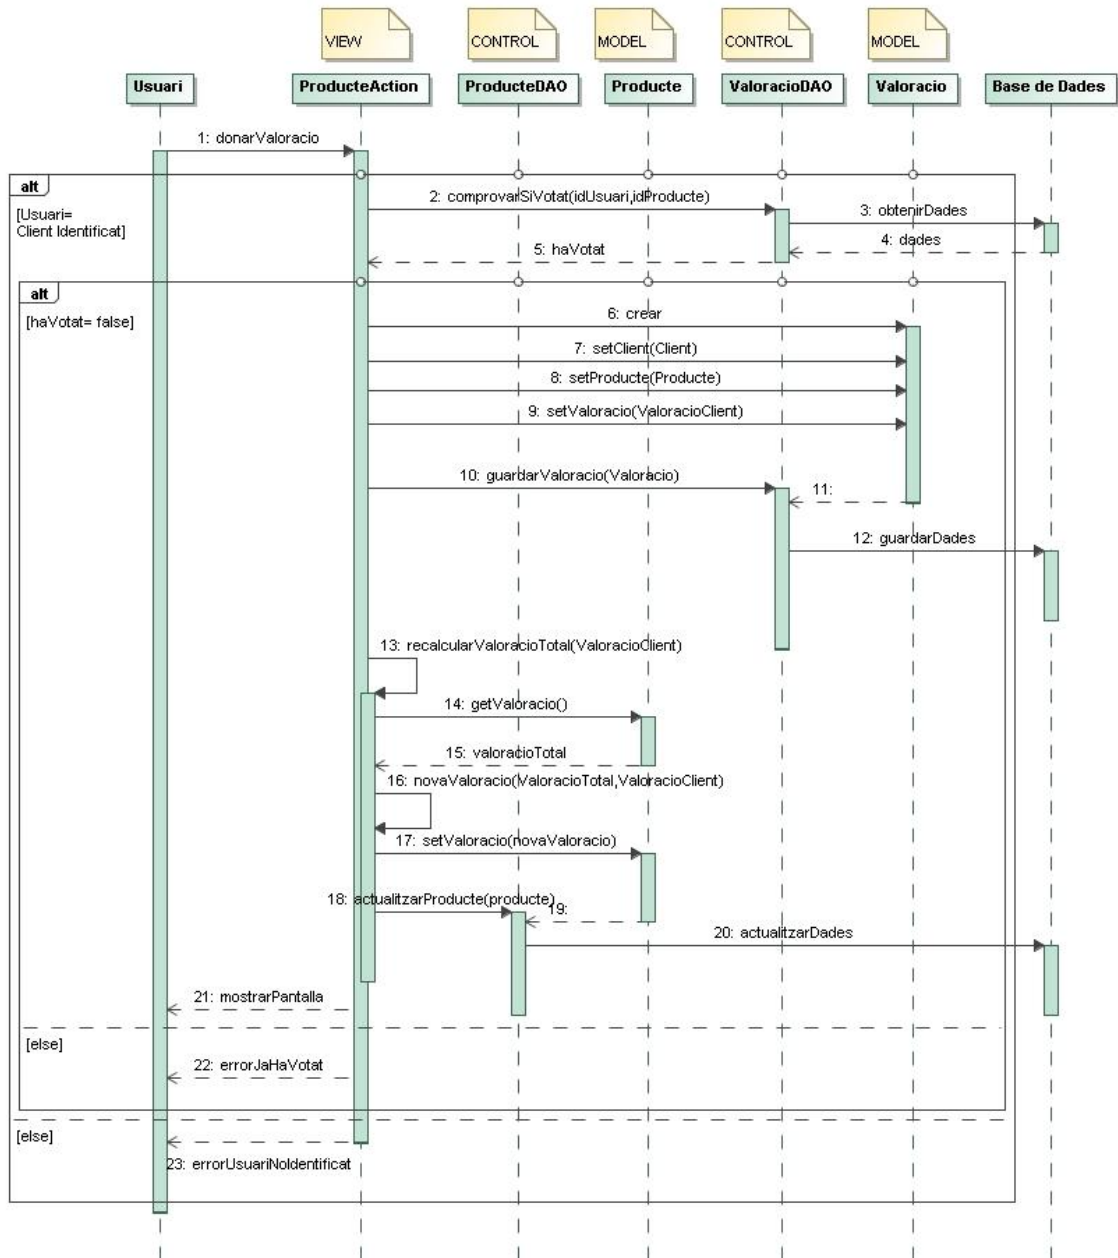 VIEW
CONTROL
MODEL
CONTROL
MODEL
Usuari
ProducteAction
ProducteDAO
Producte
ValoracioDAO
Valoracio
Base de Dades
1: donarValoracio
alt
[Usuari=
Client Identificat]
2: comprovarSiVotat(idUsuari,idProducte)
3: obtenirDades
4: dades
5: haVotat
alt
[haVotat= false]
6: crear
7: setClient(Client)
8: setProducte(Producte)
9: setValoracio(ValoracioClient)
10: guardarValoracio(Valoracio)
11:
12: guardarDades
13: recalcularValoracioTotal(ValoracioClient)
14: getValoracio()
15: valoracioTotal
16: novaValoracio(ValoracioTotal,ValoracioClient)
17: setValoracio(novaValoracio)
18: actualitzarProducte(producte)
19:
20: actualitzarDades
21: mostrarPantalla
[else]
22: errorJaHaVotat
[else]
23: errorUsuariNoIdentificat